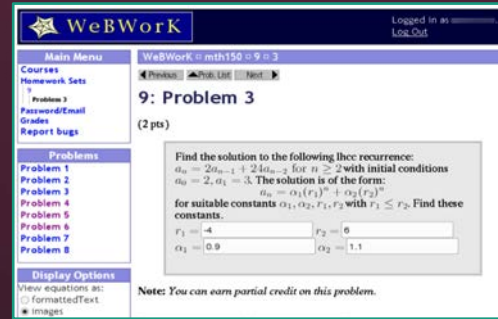 WeBWorK
Logged in as
Log Out
Main Menu
Courses
Homework Sets
9
Problem 3
Password/Email
Grades
Report bugs
Problems
Problem 1
Problem 2
Problem 3
Problem 4
Problem 5
Problem 6
Problem 7
Problem 8
Display Options
View equations as:
formattedText
images
WeBWorK :: mth150 :: 9 :: 3
Previous Prob. List Next
9: Problem 3
(2 pts)
Find the solution to the following lhcc recurrence:
aₙ = 2aₙ₋₁ + 24aₙ₋₂ for n ≥ 2 with initial conditions
a₀ = 2, a₁ = 3. The solution is of the form:
aₙ = α₁(r₁)ⁿ + α₂(r₂)ⁿ
for suitable constants α₁, α₂, r₁, r₂ with r₁ ≤ r₂. Find these
constants.
r₁ = -4 r₂ = 6
α₁ = 0.9 α₂ = 1.1
Note: You can earn partial credit on this problem.